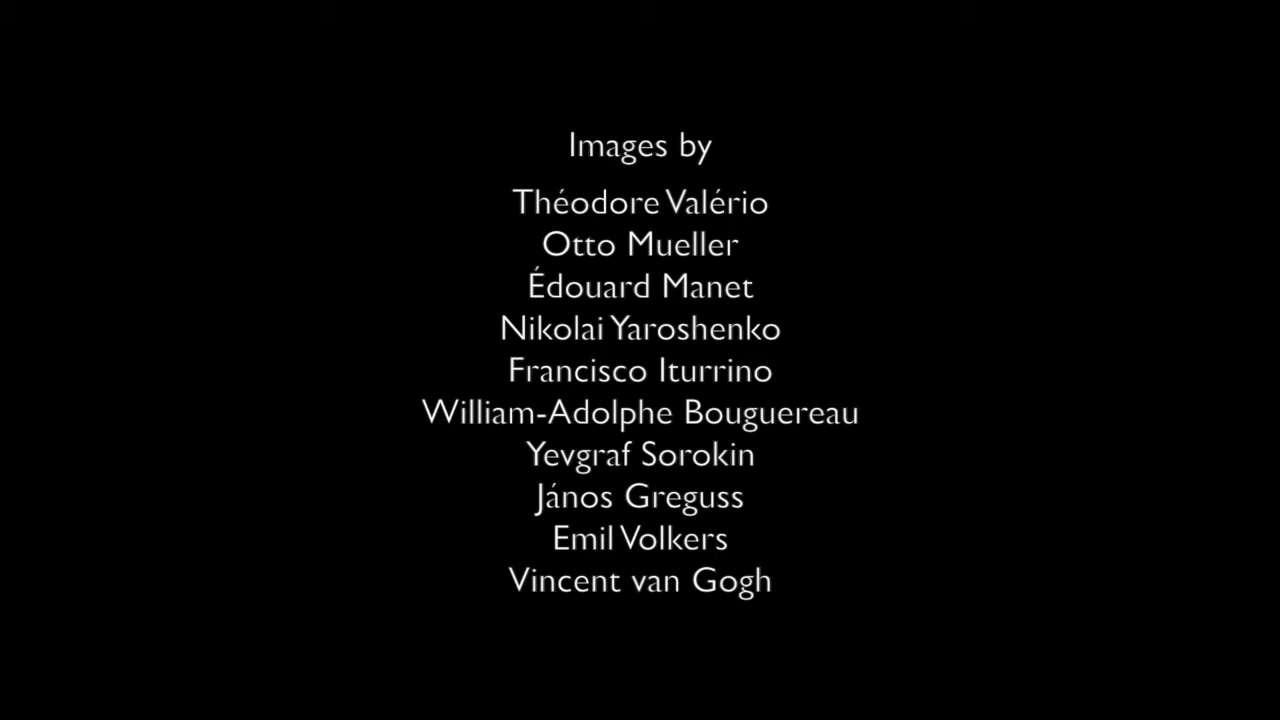 Images by
Théodore Valério
Otto Mueller
Édouard Manet
Nikolai Yaroshenko
Francisco Iturrino
William-Adolphe Bouguereau
Yevgraf Sorokin
János Greguss
Emil Volkers
Vincent van Gogh